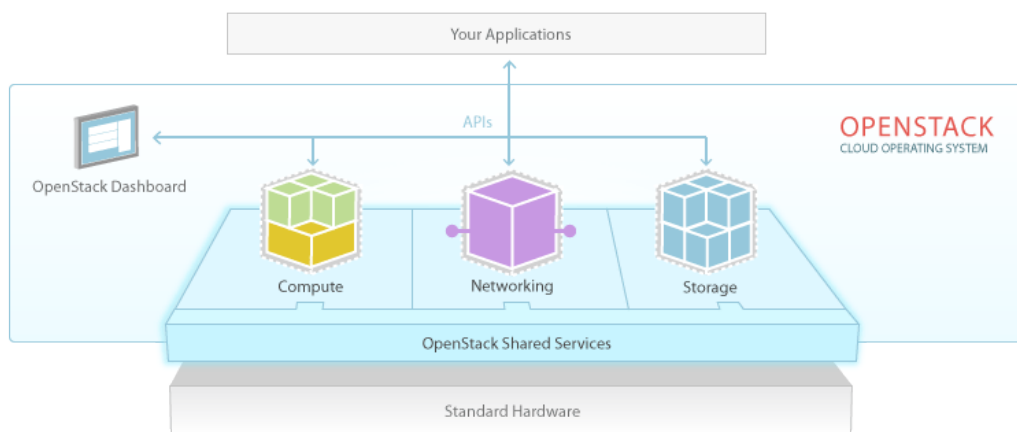 Your Applications
APIs
OPENSTACK
CLOUD OPERATING SYSTEM
OpenStack Dashboard
Compute
Networking
Storage
OpenStack Shared Services
Standard Hardware